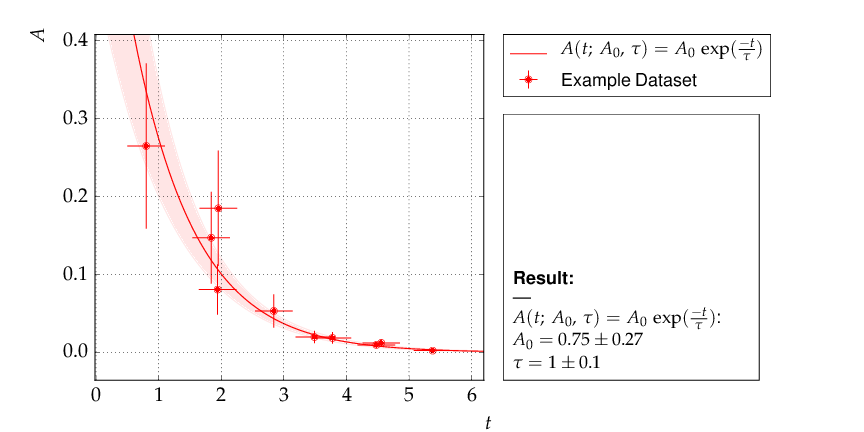 A
0.4
0.3
0.2
0.1
0.0
0 1 2 3 4 5 6
t
A(t; A₀, τ) = A₀ exp(−t/τ)
Example Dataset
Result:
A(t; A₀, τ) = A₀ exp(−t/τ):
A₀ = 0.75 ± 0.27
τ = 1 ± 0.1